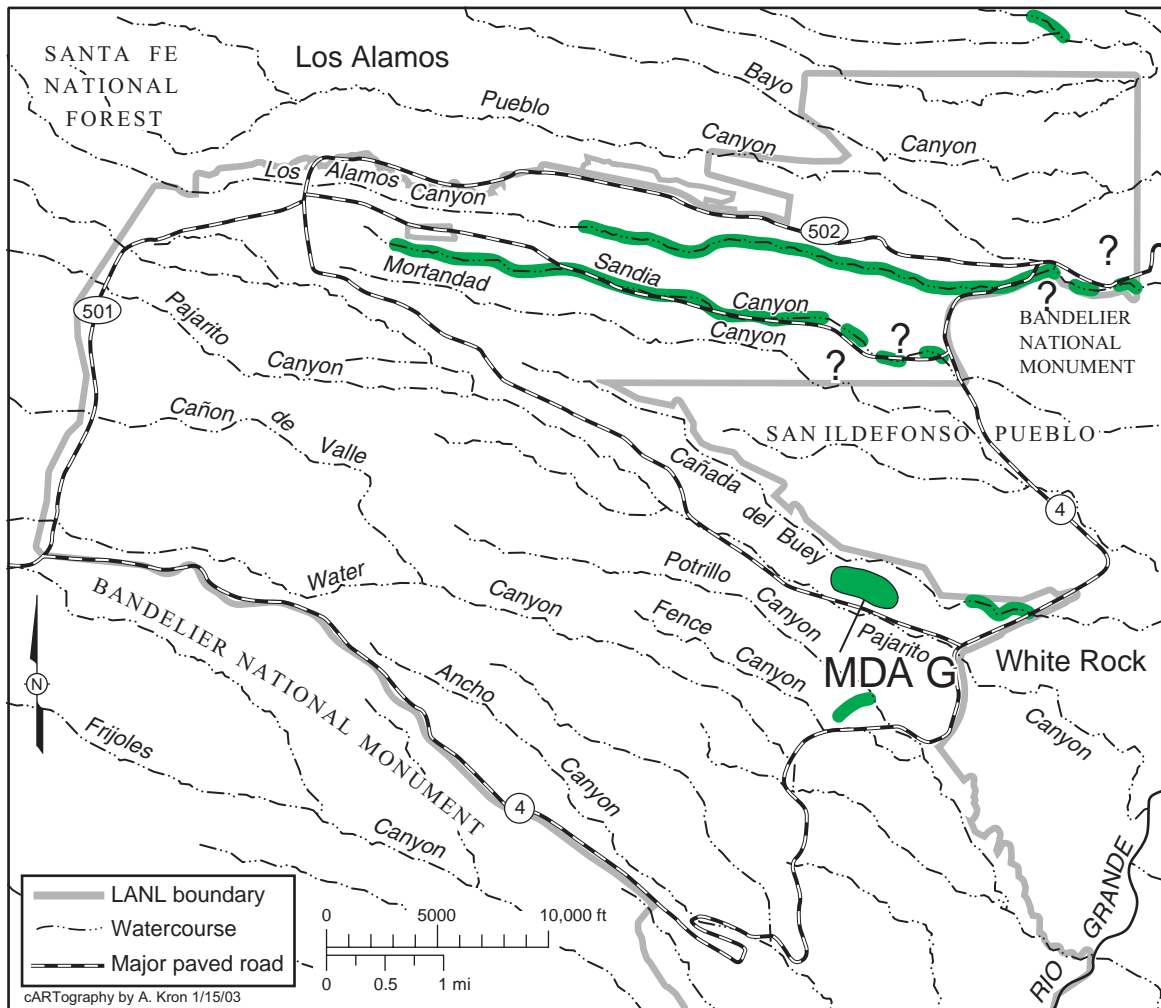 SANTA FE
NATIONAL
FOREST
Los Alamos
Bayo
Pueblo
Canyon
Canyon
Canyon
Los Alamos
Canyon
502
?
Sandia
Mortandad
Canyon
?
501
Pajarito
Canyon
?
?
BANDELIER
NATIONAL
MONUMENT
Canyon
Cañon de Valle
SAN ILDEFONSO PUEBLO
Cañada del Buey
4
Potrillo
Canyon
Water
Canyon
Fence
Canyon
Pajarito
MDA G
White Rock
BANDELIER NATIONAL MONUMENT
Ancho
Canyon
Canyon
N
Frijoles
Canyon
4
RIO GRANDE
LANL boundary
Watercourse
Major paved road
0 5000 10,000 ft
0 0.5 1 mi
cARTography by A. Kron 1/15/03